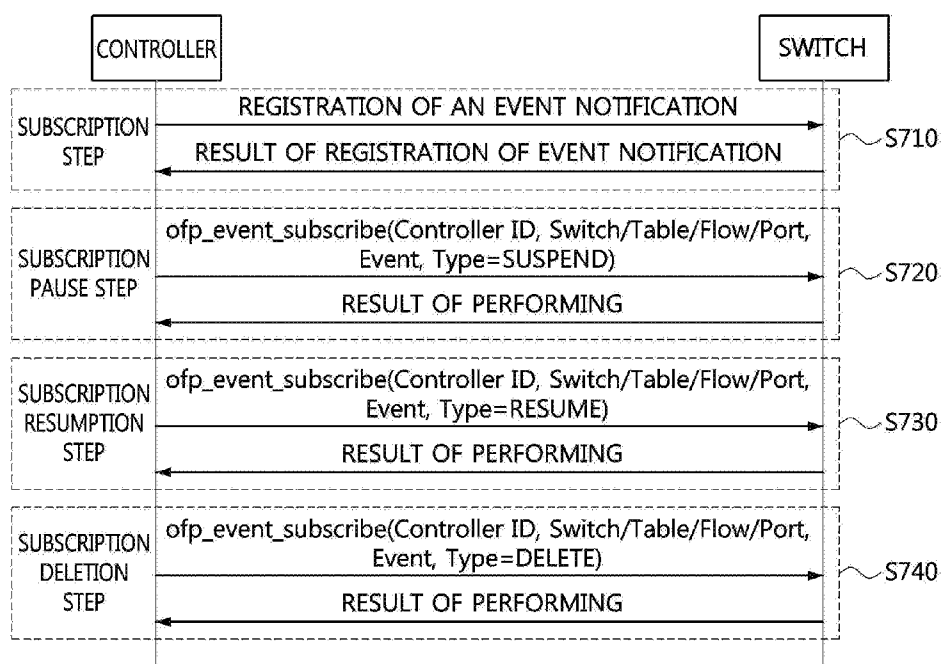 CONTROLLER
SWITCH
SUBSCRIPTION
STEP
REGISTRATION OF AN EVENT NOTIFICATION
RESULT OF REGISTRATION OF EVENT NOTIFICATION
S710
SUBSCRIPTION
PAUSE STEP
ofp_event_subscribe(Controller ID, Switch/Table/Flow/Port,
Event, Type=SUSPEND)
RESULT OF PERFORMING
S720
SUBSCRIPTION
RESUMPTION
STEP
ofp_event_subscribe(Controller ID, Switch/Table/Flow/Port,
Event, Type=RESUME)
RESULT OF PERFORMING
S730
SUBSCRIPTION
DELETION
STEP
ofp_event_subscribe(Controller ID, Switch/Table/Flow/Port,
Event, Type=DELETE)
RESULT OF PERFORMING
S740